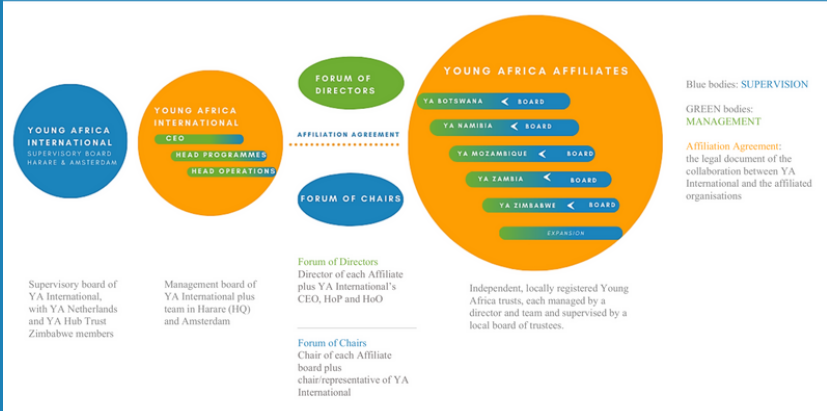 YOUNG AFRICA
INTERNATIONAL
SUPERVISORY BOARD
HARARE & AMSTERDAM
YOUNG AFRICA
INTERNATIONAL
CEO
HEAD PROGRAMMES
HEAD OPERATIONS
FORUM OF
DIRECTORS
AFFILIATION AGREEMENT
FORUM OF CHAIRS
YOUNG AFRICA AFFILIATES
YA BOTSWANA BOARD
YA NAMIBIA BOARD
YA MOZAMBIQUE BOARD
YA ZAMBIA BOARD
YA ZIMBABWE BOARD
EXPANSION
Blue bodies: SUPERVISION
GREEN bodies:
MANAGEMENT
Affiliation Agreement:
the legal document of the
collaboration between YA
International and the affiliated
organisations
Supervisory board of
YA International,
with YA Netherlands
and YA Hub Trust
Zimbabwe members
Management board of
YA International plus
team in Harare (HQ)
and Amsterdam
Forum of Directors
Director of each Affiliate
plus YA International's
CEO, HoP and HoO
Forum of Chairs
Chair of each Affiliate
board plus
chair/representative of YA
International
Independent, locally registered Young
Africa trusts, each managed by a
director and team and supervised by a
local board of trustees.